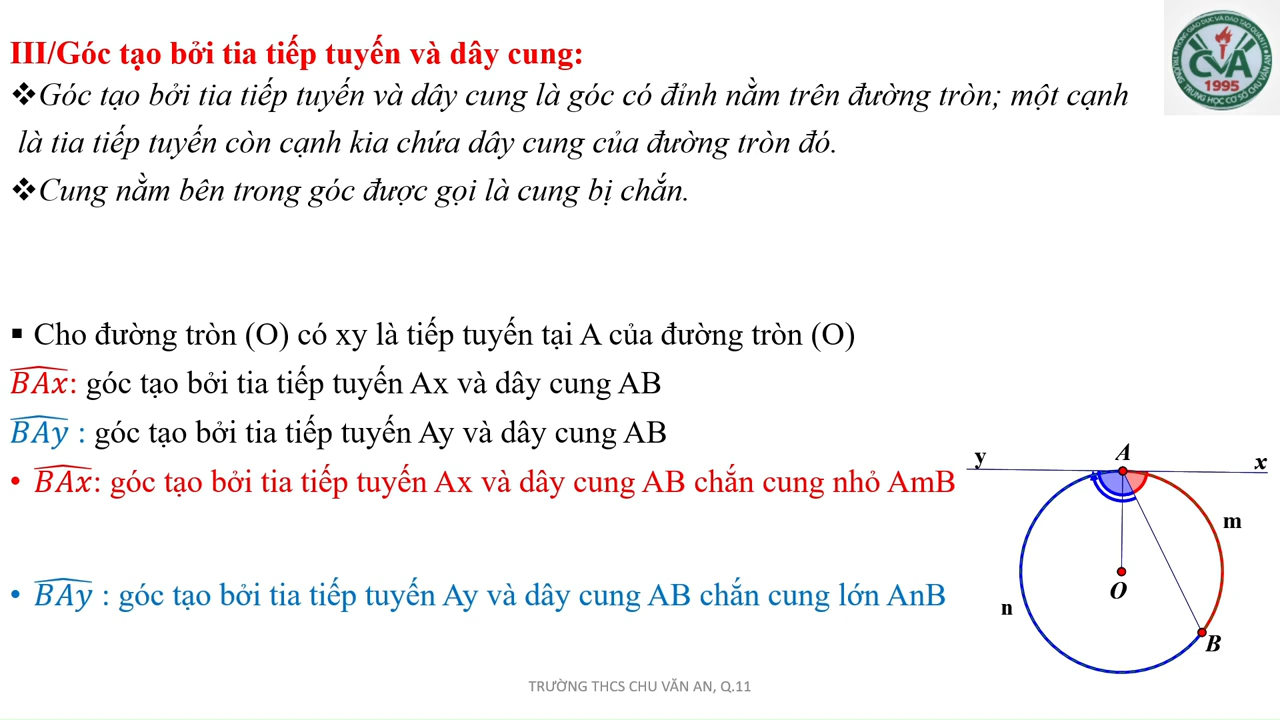 III/Góc tạo bởi tia tiếp tuyến và dây cung:
❖Góc tạo bởi tia tiếp tuyến và dây cung là góc có đỉnh nằm trên đường tròn; một cạnh
là tia tiếp tuyến còn cạnh kia chứa dây cung của đường tròn đó.
❖Cung nằm bên trong góc được gọi là cung bị chắn.
▪ Cho đường tròn (O) có xy là tiếp tuyến tại A của đường tròn (O)
$\widehat{BAx}$: góc tạo bởi tia tiếp tuyến Ax và dây cung AB
$\widehat{BAy}$ : góc tạo bởi tia tiếp tuyến Ay và dây cung AB
• $\widehat{BAx}$: góc tạo bởi tia tiếp tuyến Ax và dây cung AB chắn cung nhỏ AmB
• $\widehat{BAy}$ : góc tạo bởi tia tiếp tuyến Ay và dây cung AB chắn cung lớn AnB
y
A
x
m
O
n
B
TRƯỜNG THCS CHU VĂN AN, Q.11
CVA
1995